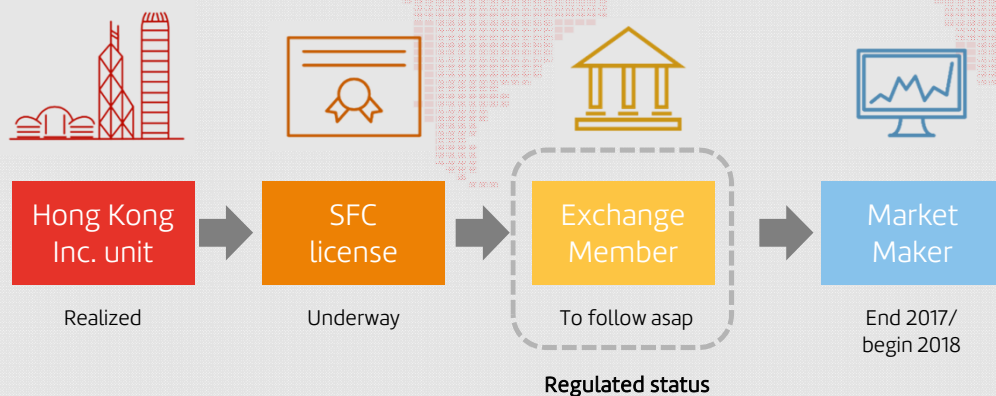 Hong Kong
Inc. unit
SFC
license
Exchange
Member
Market
Maker
Realized
Underway
To follow asap
End 2017/
begin 2018
Regulated status